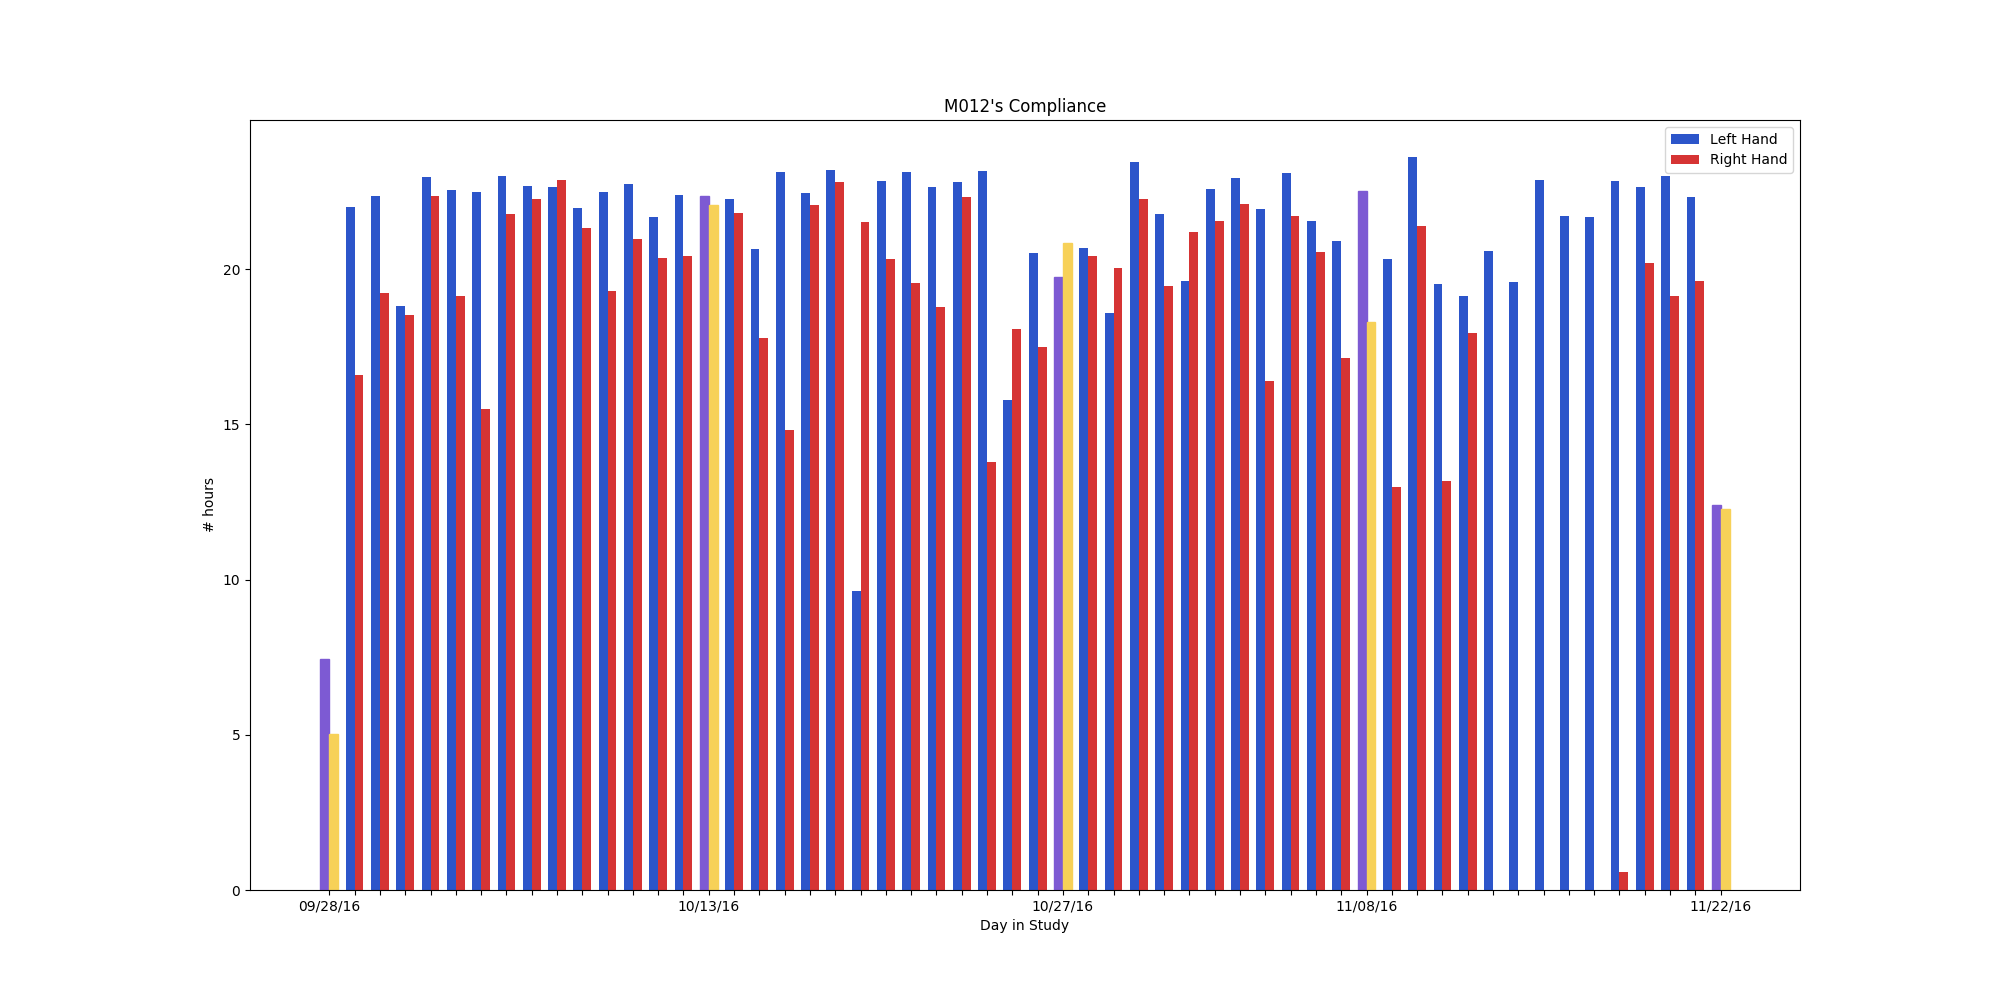 M012's Compliance
Left Hand
Right Hand
# hours
20
15
10
5
0
09/28/16 10/13/16 10/27/16 11/08/16 11/22/16
Day in Study